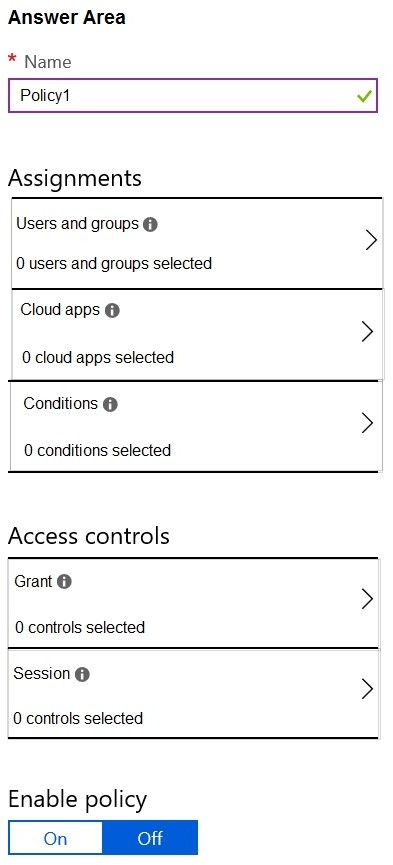 Answer Area
* Name
Policy1
Assignments
Users and groups
0 users and groups selected
Cloud apps
0 cloud apps selected
Conditions
0 conditions selected
Access controls
Grant
0 controls selected
Session
0 controls selected
Enable policy
On Off